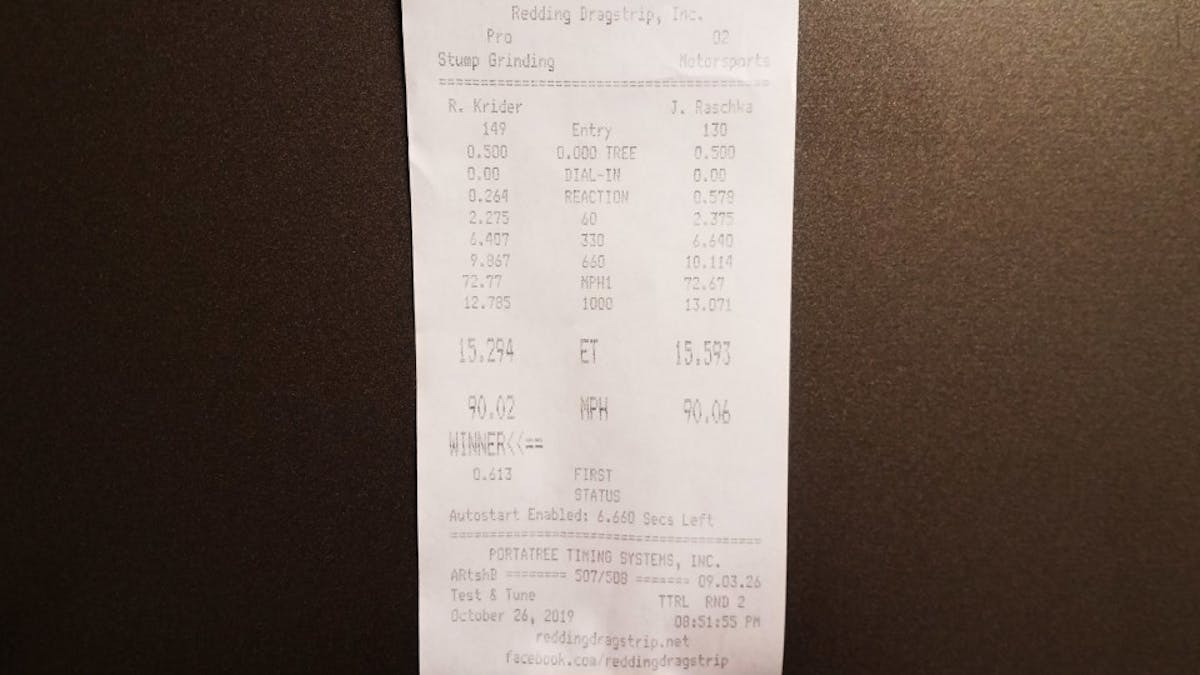 Redding Dragstrip, Inc.
Pro 02
Stump Grinding Motorsports
===================================
R. Krider J. Raschka
149 Entry 130
0.500 0.000 TREE 0.500
0.00 DIAL-IN 0.00
0.264 REACTION 0.578
2.275 60 2.375
6.407 330 6.640
9.867 660 10.114
72.77 MPH1 72.67
12.785 1000 13.071
15.294 ET 15.593
90.02 MPH 90.06
WINNER<<==
0.613 FIRST
STATUS
Autostart Enabled: 6.660 Secs Left
===================================
PORTATREE TIMING SYSTEMS, INC.
ARtshB ======== 507/508 ======= 09.03.26
Test & Tune TTRL RND 2
October 26, 2019 08:51:55 PM
reddingdragstrip.net
facebook.com/reddingdragstrip